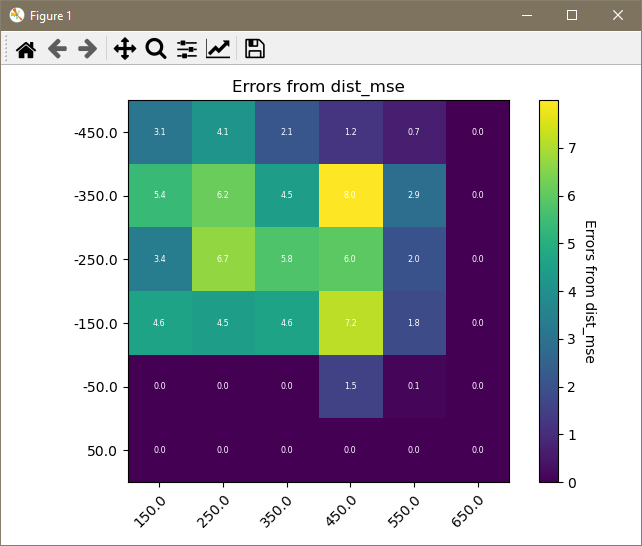 Figure 1
Errors from dist_mse
-450.0 3.1 4.1 2.1 1.2 0.7 0.0
-350.0 5.4 6.2 4.5 8.0 2.9 0.0
-250.0 3.4 6.7 5.8 6.0 2.0 0.0
-150.0 4.6 4.5 4.6 7.2 1.8 0.0
-50.0 0.0 0.0 0.0 1.5 0.1 0.0
50.0 0.0 0.0 0.0 0.0 0.0 0.0
150.0 250.0 350.0 450.0 550.0 650.0
7
6
5
4
3
2
1
0
Errors from dist_mse